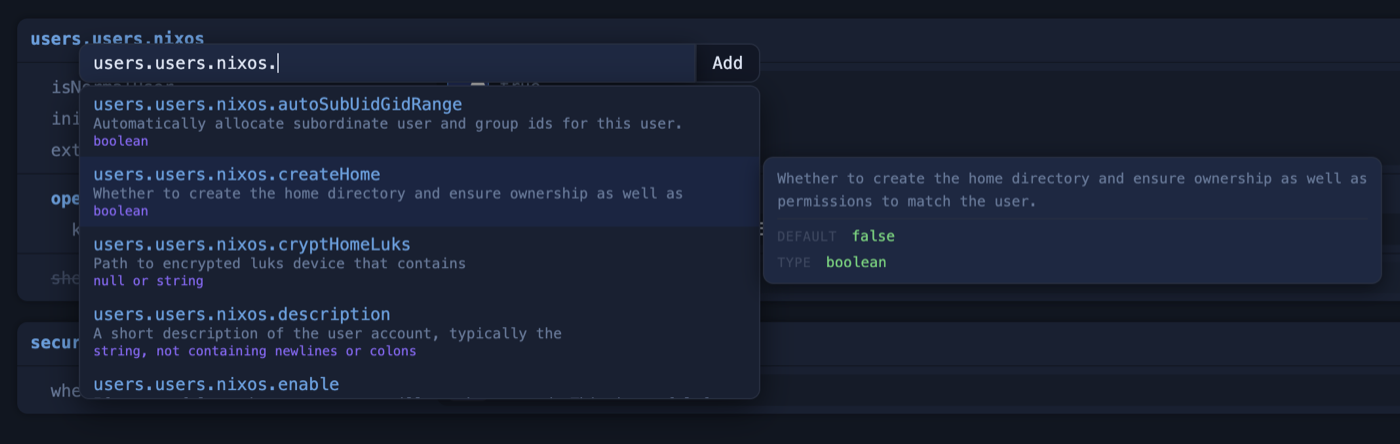 users.users.nixos
users.users.nixos.
Add
users.users.nixos.autoSubUidGidRange
Automatically allocate subordinate user and group ids for this user.
boolean
users.users.nixos.createHome
Whether to create the home directory and ensure ownership as well as
boolean
users.users.nixos.cryptHomeLuks
Path to encrypted luks device that contains
null or string
users.users.nixos.description
A short description of the user account, typically the
string, not containing newlines or colons
users.users.nixos.enable
Whether to create the home directory and ensure ownership as well as
permissions to match the user.
DEFAULT false
TYPE boolean
ini
ext
ope
k
she
secur
whe